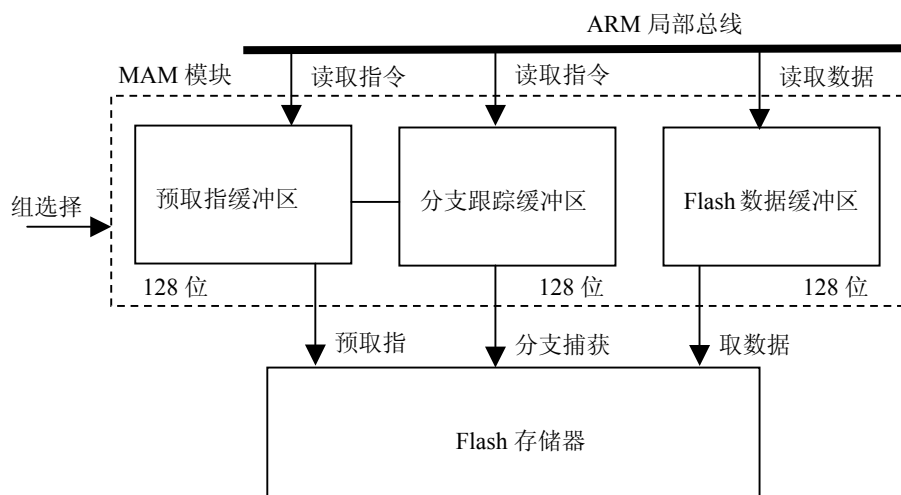 ARM 局部总线
MAM 模块
读取指令
读取指令
读取数据
组选择
预取指缓冲区
分支跟踪缓冲区
Flash 数据缓冲区
128 位
128 位
128 位
预取指
分支捕获
取数据
Flash 存储器